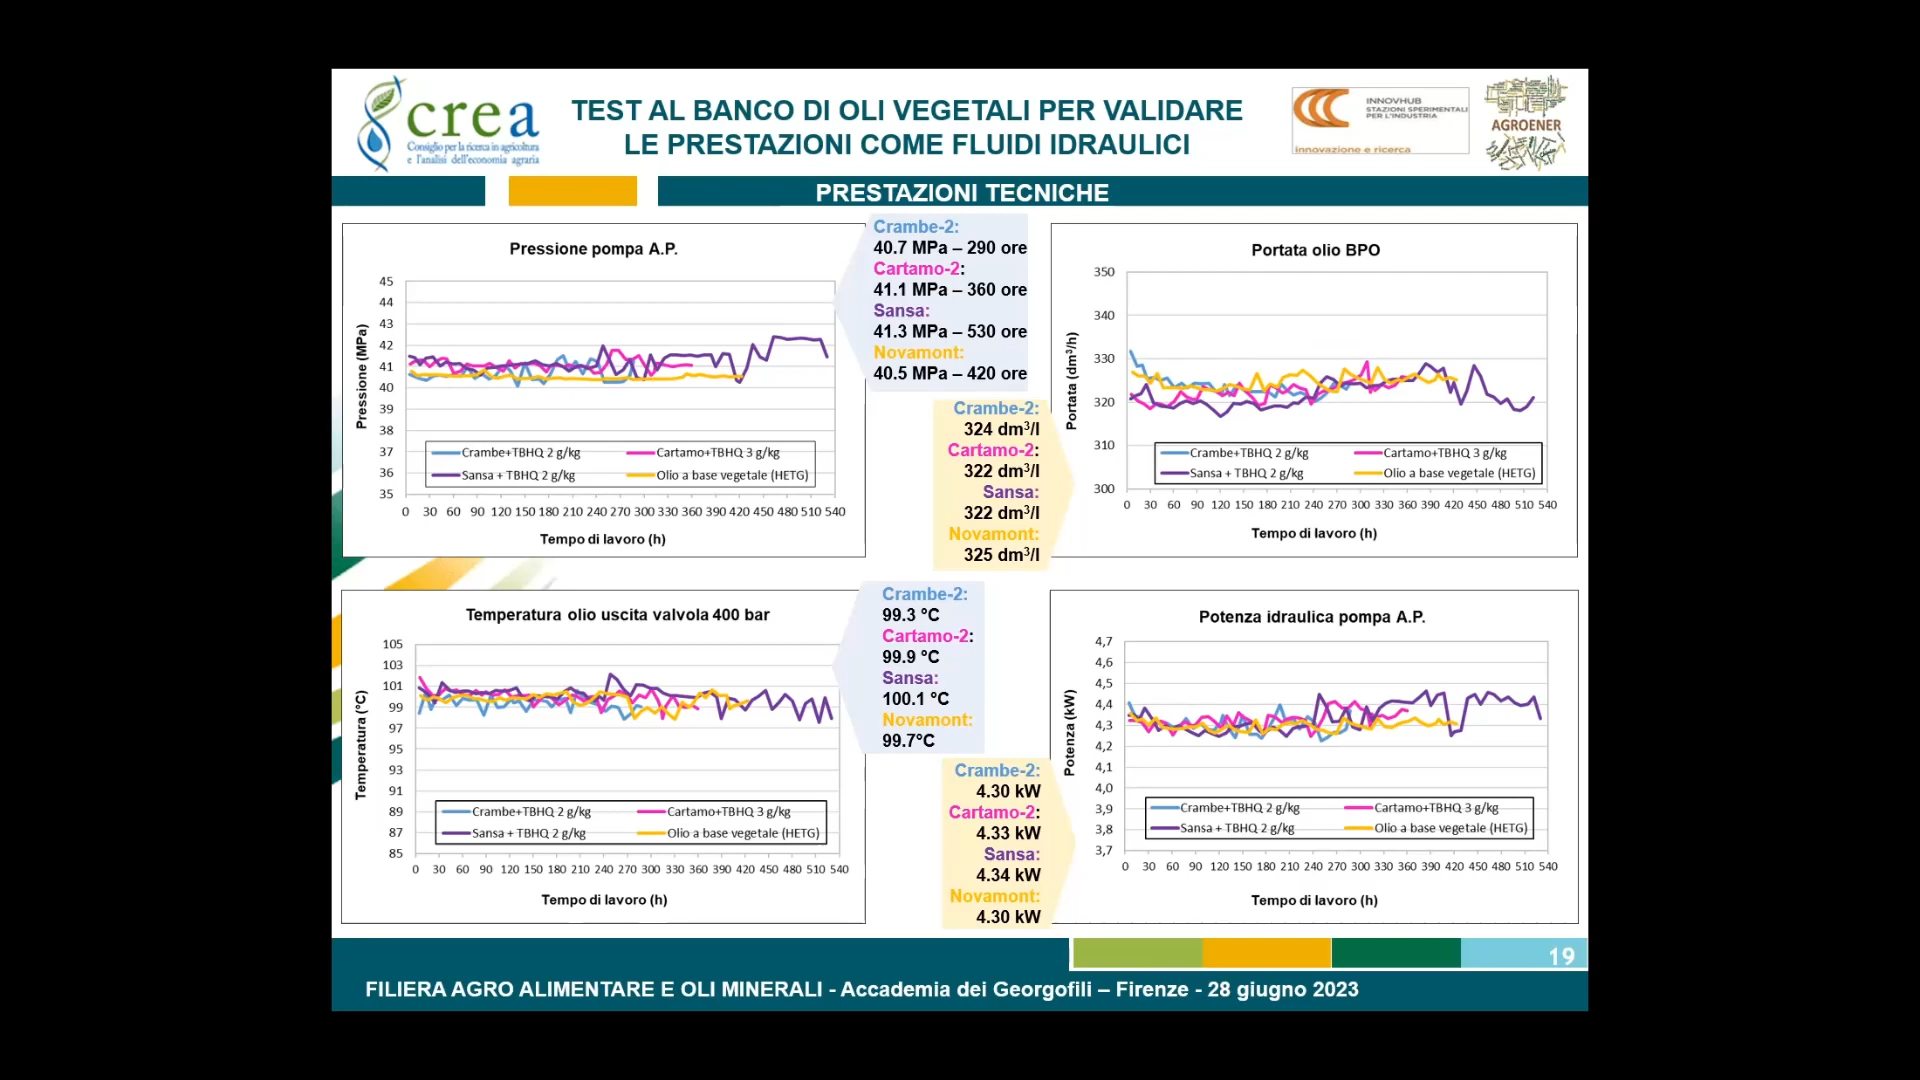 crea
Consiglio per la ricerca in agricoltura
e l'analisi dell'economia agraria
TEST AL BANCO DI OLI VEGETALI PER VALIDARE
LE PRESTAZIONI COME FLUIDI IDRAULICI
INNOVHUB
STAZIONI SPERIMENTALI
PER L'INDUSTRIA
innovazione e ricerca
AGROENER
PRESTAZIONI TECNICHE
Pressione pompa A.P.
Pressione (MPa)
45
44
43
42
41
40
39
38
37
36
35
Crambe+TBHQ 2 g/kg
Cartamo+TBHQ 3 g/kg
Sansa + TBHQ 2 g/kg
Olio a base vegetale (HETG)
0 30 60 90 120 150 180 210 240 270 300 330 360 390 420 450 480 510 540
Tempo di lavoro (h)
Crambe-2:
40.7 MPa – 290 ore
Cartamo-2:
41.1 MPa – 360 ore
Sansa:
41.3 MPa – 530 ore
Novamont:
40.5 MPa – 420 ore
Crambe-2:
324 dm³/l
Cartamo-2:
322 dm³/l
Sansa:
322 dm³/l
Novamont:
325 dm³/l
Portata olio BPO
Portata (dm³/h)
350
340
330
320
310
300
Crambe+TBHQ 2 g/kg
Cartamo+TBHQ 3 g/kg
Sansa + TBHQ 2 g/kg
Olio a base vegetale (HETG)
0 30 60 90 120 150 180 210 240 270 300 330 360 390 420 450 480 510 540
Tempo di lavoro (h)
Temperatura olio uscita valvola 400 bar
Temperatura (°C)
105
103
101
99
97
95
93
91
89
87
85
Crambe+TBHQ 2 g/kg
Cartamo+TBHQ 3 g/kg
Sansa + TBHQ 2 g/kg
Olio a base vegetale (HETG)
0 30 60 90 120 150 180 210 240 270 300 330 360 390 420 450 480 510 540
Tempo di lavoro (h)
Crambe-2:
99.3 °C
Cartamo-2:
99.9 °C
Sansa:
100.1 °C
Novamont:
99.7°C
Crambe-2:
4.30 kW
Cartamo-2:
4.33 kW
Sansa:
4.34 kW
Novamont:
4.30 kW
Potenza idraulica pompa A.P.
Potenza (kW)
4,7
4,6
4,5
4,4
4,3
4,2
4,1
4,0
3,9
3,8
3,7
Crambe+TBHQ 2 g/kg
Cartamo+TBHQ 3 g/kg
Sansa + TBHQ 2 g/kg
Olio a base vegetale (HETG)
0 30 60 90 120 150 180 210 240 270 300 330 360 390 420 450 480 510 540
Tempo di lavoro (h)
19
FILIERA AGRO ALIMENTARE E OLI MINERALI - Accademia dei Georgofili – Firenze - 28 giugno 2023